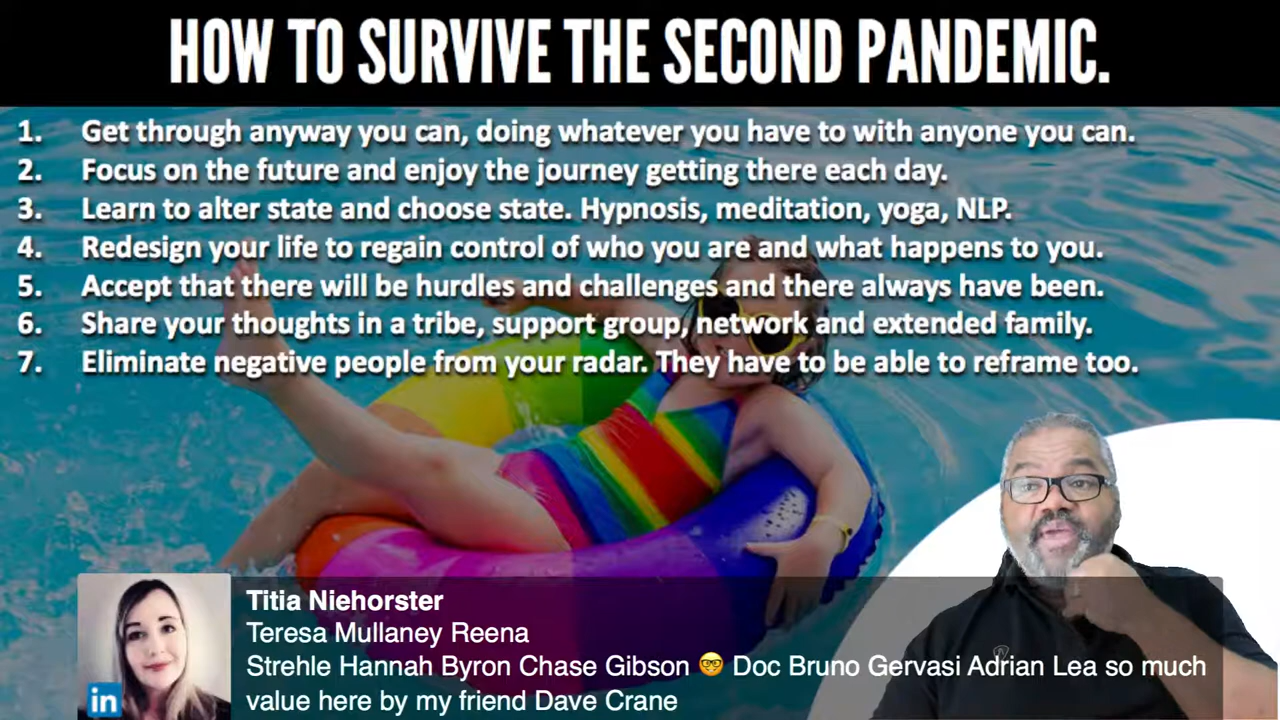 HOW TO SURVIVE THE SECOND PANDEMIC.
1. Get through anyway you can, doing whatever you have to with anyone you can.
2. Focus on the future and enjoy the journey getting there each day.
3. Learn to alter state and choose state. Hypnosis, meditation, yoga, NLP.
4. Redesign your life to regain control of who you are and what happens to you.
5. Accept that there will be hurdles and challenges and there always have been.
6. Share your thoughts in a tribe, support group, network and extended family.
7. Eliminate negative people from your radar. They have to be able to reframe too.
Titia Niehorster
Teresa Mullaney Reena
Strehle Hannah Byron Chase Gibson 🤓 Doc Bruno Gervasi Adrian Lea so much
value here by my friend Dave Crane
in